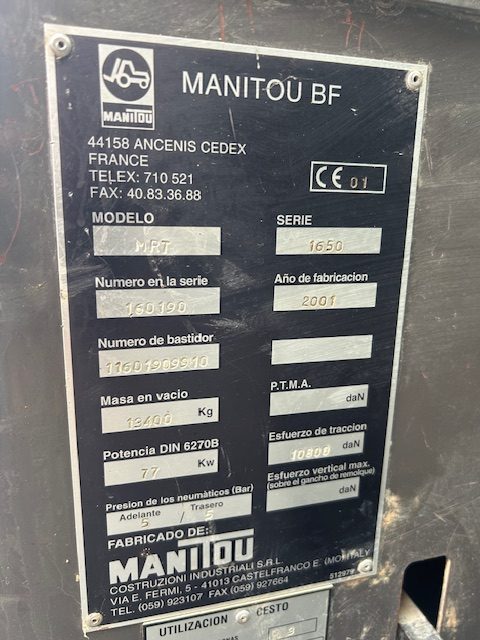 MANITOU
MANITOU BF
44158 ANCENIS CEDEX
FRANCE
TELEX: 710 521
FAX: 40.83.36.88
CE 01
MODELO
MRT
SERIE
1650
Numero en la serie
160190
Año de fabricacion
2001
Numero de bastidor
P.T.M.A.
daN
Masa en vacio
13400 Kg
Esfuerzo de traccion
10800 daN
Potencia DIN 6270B
77 Kw
Esfuerzo vertical max.
(sobre el gancho de remolque)
daN
Presion de los neumàticos (Bar)
Adelante / Trasero
5 /
FABRICADO DE:
MANITOU
COSTRUZIONI INDUSTRIALI S.R.L.
VIA E. FERMI, 5 - 41013 CASTELFRANCO E. (MO) ITALY
TEL. (059) 923107 FAX (059) 927664
UTILIZACION CESTO